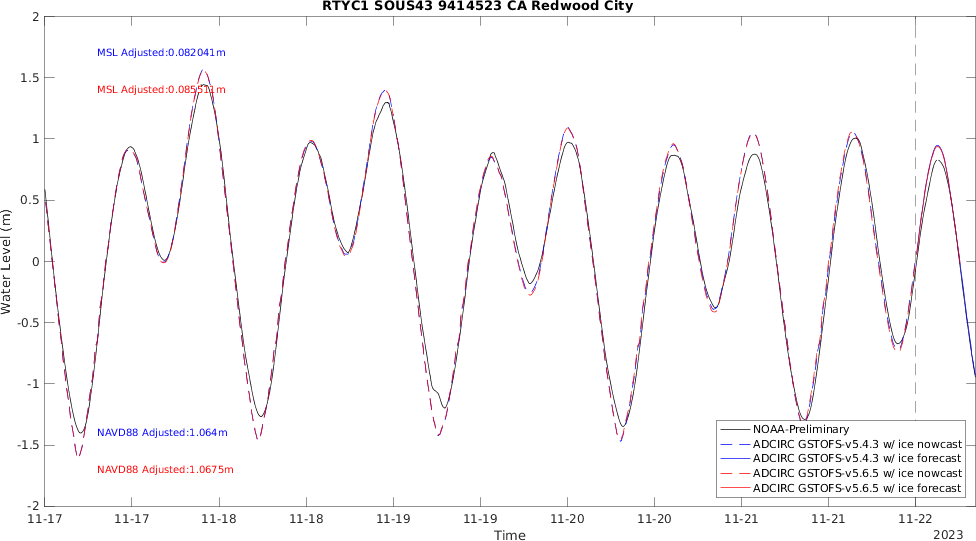 RTYC1 SOUS43 9414523 CA Redwood City
2
1.5
1
0.5
0
-0.5
-1
-1.5
-2
Water Level (m)
MSL Adjusted:0.082041m
MSL Adjusted:0.085511m
NAVD88 Adjusted:1.064m
NAVD88 Adjusted:1.0675m
NOAA-Preliminary
ADCIRC GSTOFS-v5.4.3 w/ ice nowcast
ADCIRC GSTOFS-v5.4.3 w/ ice forecast
ADCIRC GSTOFS-v5.6.5 w/ ice nowcast
ADCIRC GSTOFS-v5.6.5 w/ ice forecast
11-17 11-17 11-18 11-18 11-19 11-19 11-20 11-20 11-21 11-21 11-22
Time
2023